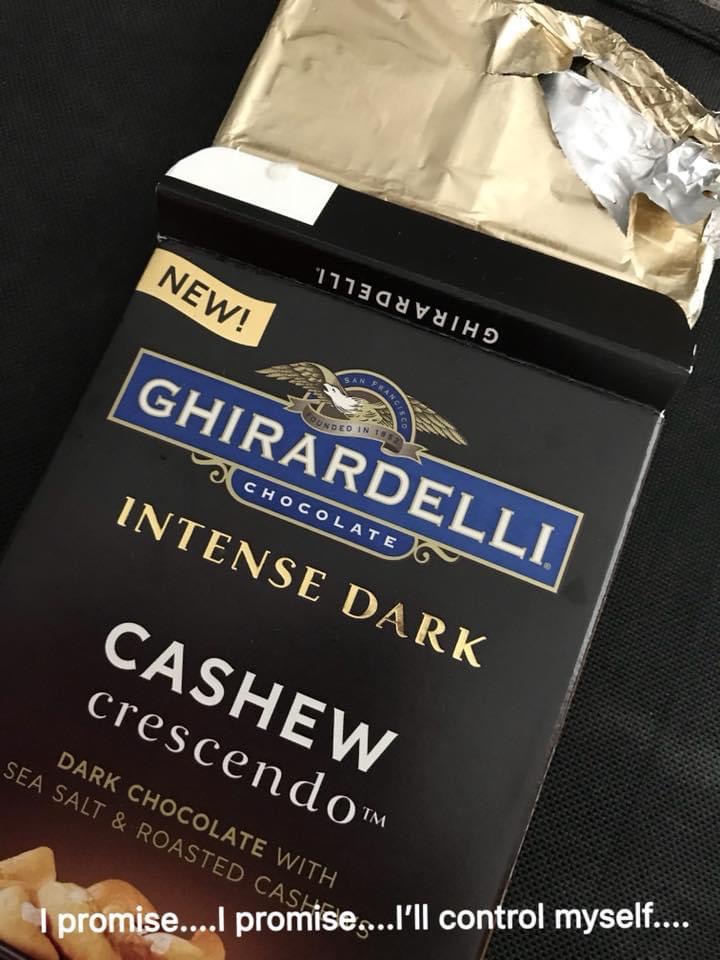 GHIRARDELLI.
NEW!
SAN FRANCISCO
FOUNDED IN 1852
GHIRARDELLI®
CHOCOLATE
INTENSE DARK
CASHEW
crescendo™
DARK CHOCOLATE WITH
SEA SALT & ROASTED CASHEWS
I promise....I promise....I'll control myself....